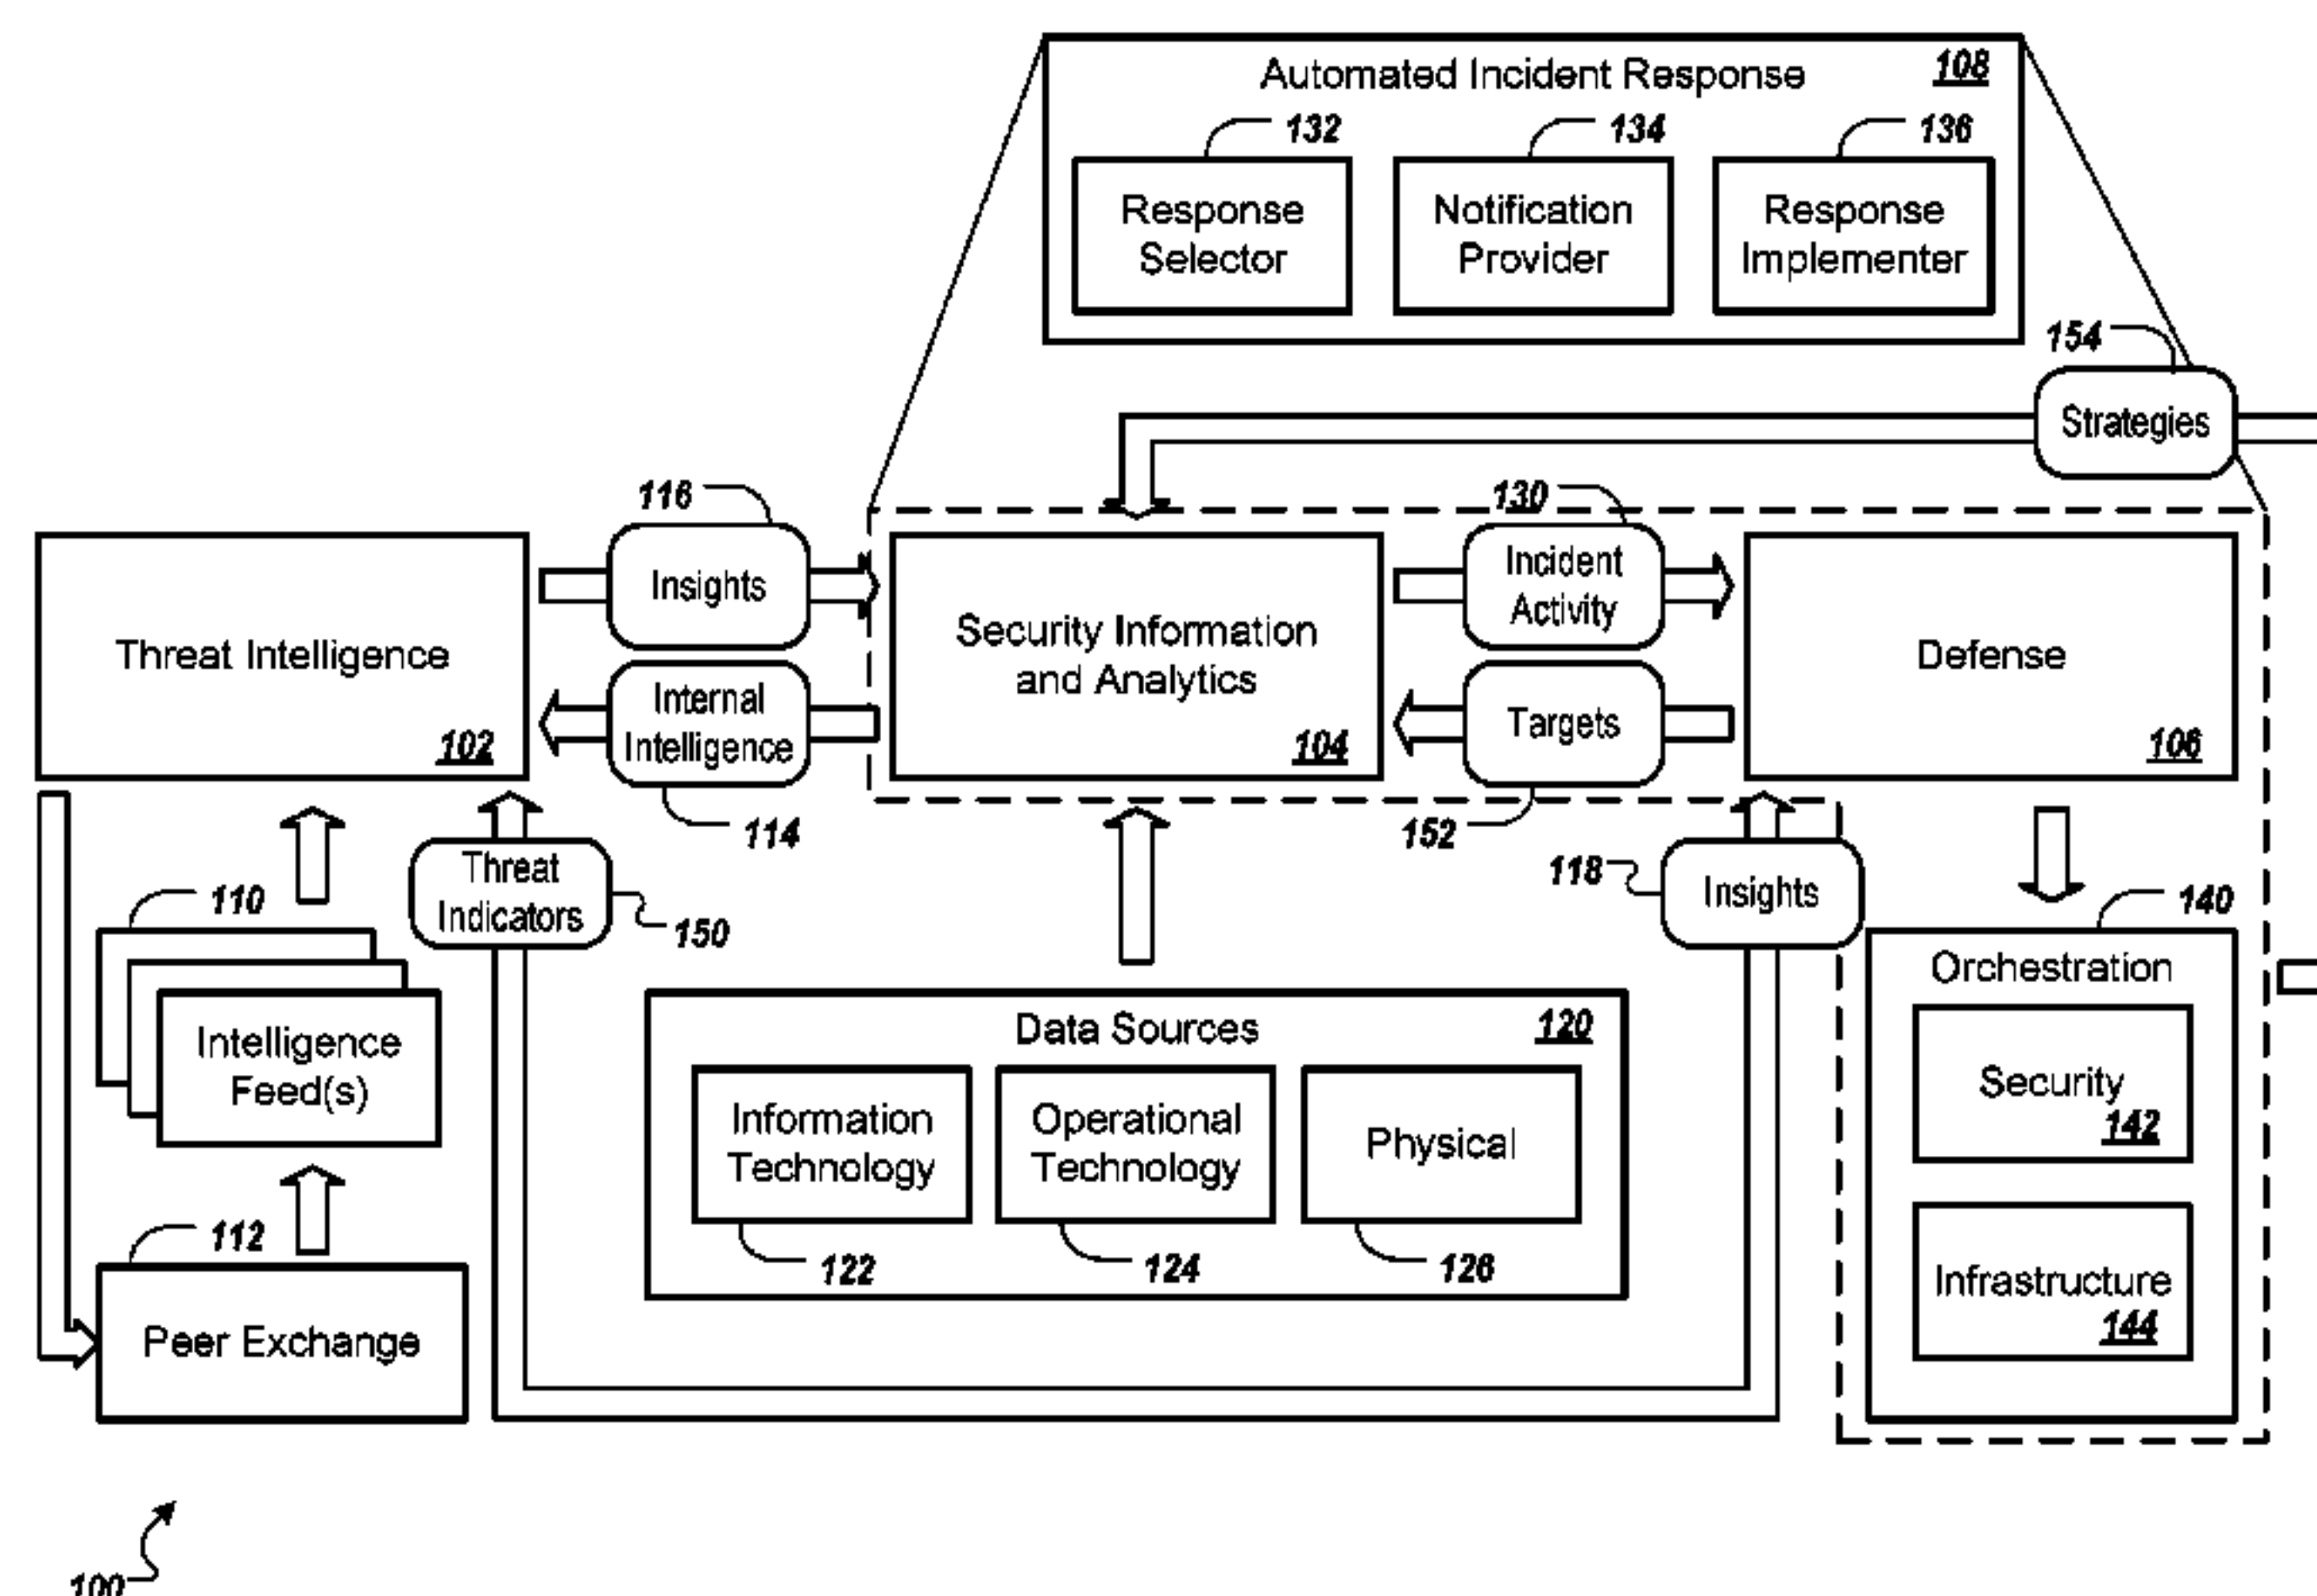 Automated Incident Response
108
132
134
136
Response
Selector
Notification
Provider
Response
Implementer
154
Strategies
116
130
Insights
Incident
Activity
Threat Intelligence
102
Internal
Intelligence
114
Security Information
and Analytics
104
Targets
152
Defense
106
110
Threat
Indicators
150
118
Insights
140
Intelligence
Feed(s)
Data Sources
120
Information
Technology
Operational
Technology
Physical
122
124
126
Orchestration
Security
142
Infrastructure
144
112
Peer Exchange
100